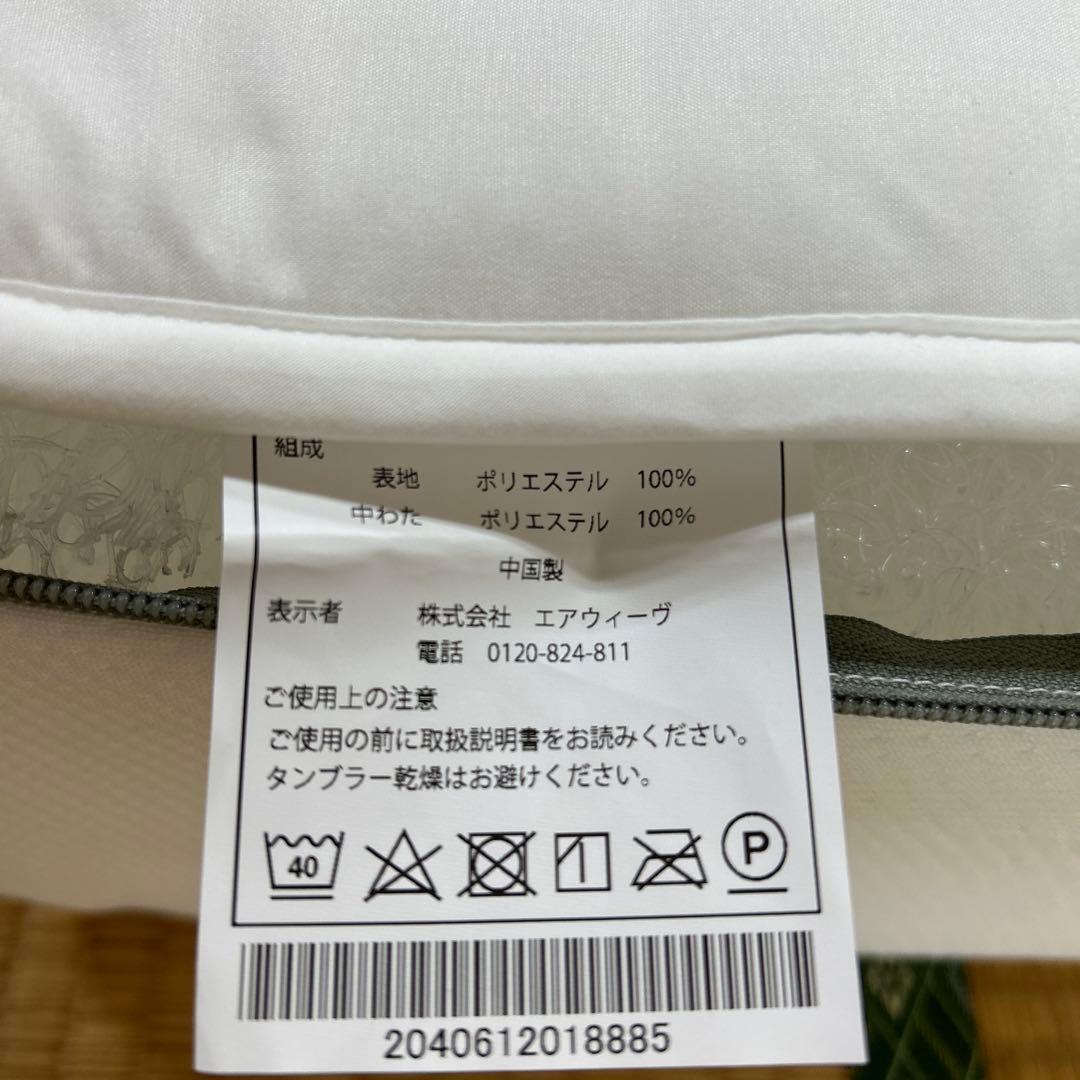 組成
表地 ポリエステル 100%
中わた ポリエステル 100%
中国製
表示者 株式会社 エアウィーヴ
電話 0120-824-811
ご使用上の注意
ご使用の前に取扱説明書をお読みください。
タンブラー乾燥はお避けください。
40 P
2040612018885